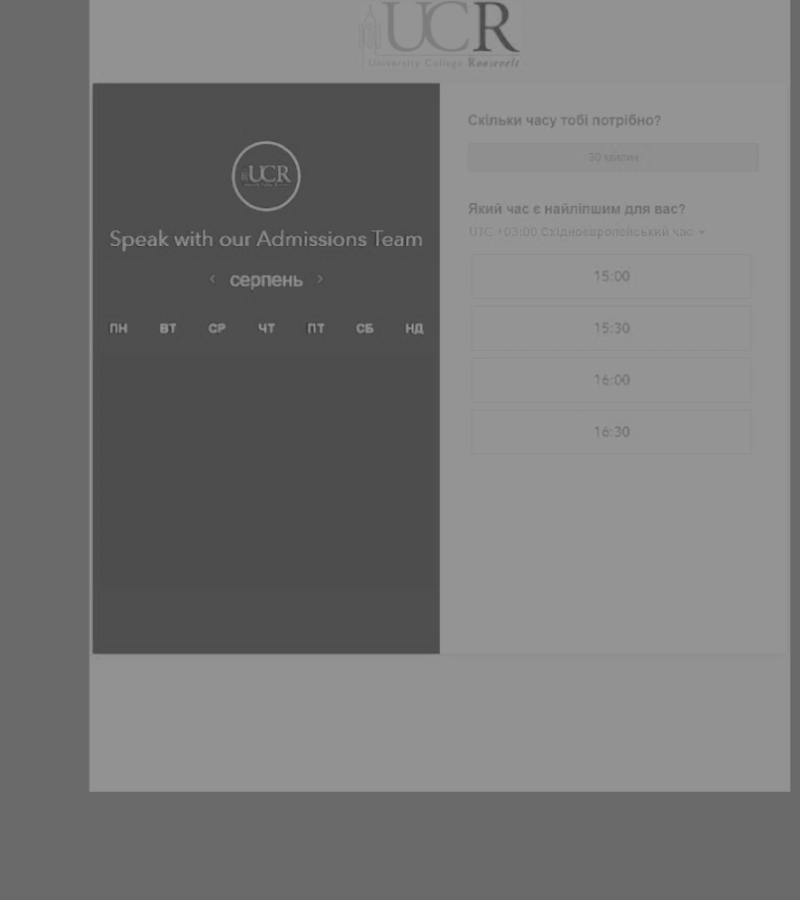 UCR
University College Roosevelt
UCR
Speak with our Admissions Team
серпень
ПН ВТ СР ЧТ ПТ СБ НД
Скільки часу тобі потрібно?
30 хвилин
Який час є найліпшим для вас?
UTC +03:00 Східноєвропейський час
15:00
15:30
16:00
16:30